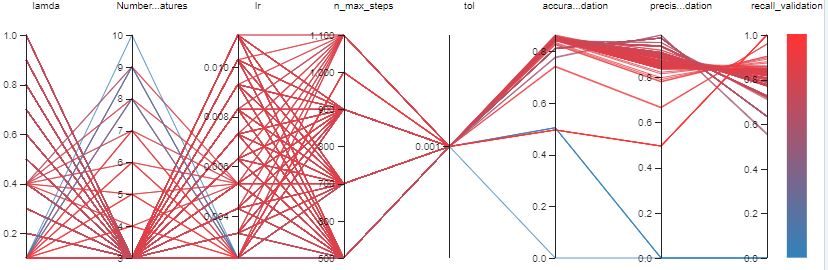 lamda Number...atures lr n_max_steps tol accura...dation precis...dation recall_validation
1.0 10 1,100 1.0 1.0
9 0.010 1,000 0.8 0.8 0.8
0.8 8 900
0.008 0.6 0.6 0.6
0.6 7 800 0.001
6 0.006 0.4 0.4 0.4
0.4 5 700
0.004 0.2 0.2 0.2
0.2 4 600
3 500 0.0 0.0 0.0 0.0